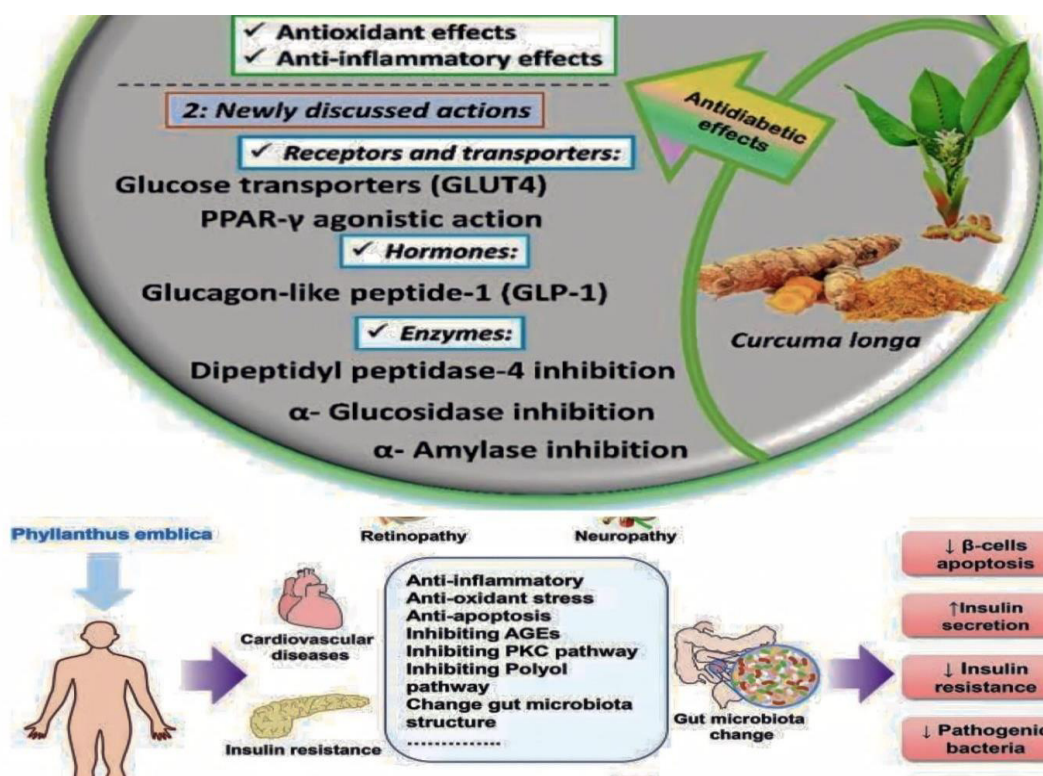 ✓ Antioxidant effects
✓ Anti-inflammatory effects
2: Newly discussed actions
✓ Receptors and transporters:
Glucose transporters (GLUT4)
PPAR-γ agonistic action
✓ Hormones:
Glucagon-like peptide-1 (GLP-1)
✓ Enzymes:
Dipeptidyl peptidase-4 inhibition
α- Glucosidase inhibition
α- Amylase inhibition
Antidiabetic
effects
Curcuma longa
Phyllanthus emblica
Retinopathy
Neuropathy
Cardiovascular
diseases
Insulin resistance
Anti-inflammatory
Anti-oxidant stress
Anti-apoptosis
Inhibiting AGEs
Inhibiting PKC pathway
Inhibiting Polyol
pathway
Change gut microbiota
structure
..............
Gut microbiota
change
↓ β-cells
apoptosis
↑Insulin
secretion
↓ Insulin
resistance
↓ Pathogenic
bacteria